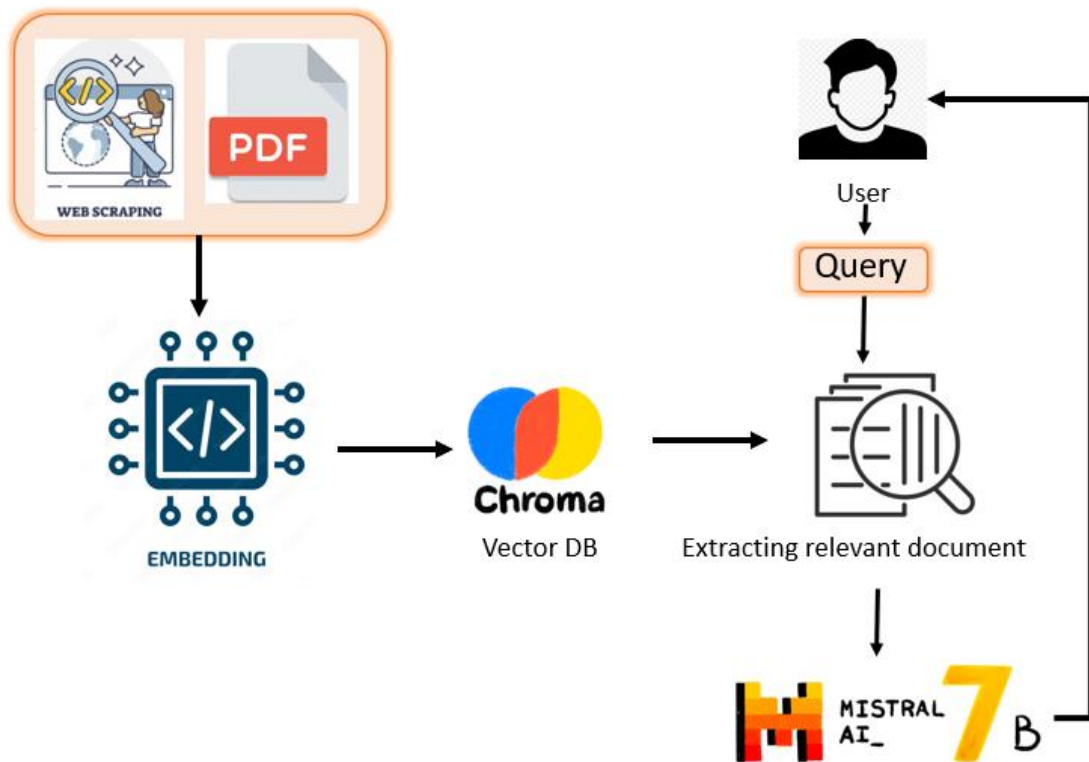 WEB SCRAPING
PDF
User
Query
EMBEDDING
Chroma
Vector DB
Extracting relevant document
MISTRAL
AI_
7
B